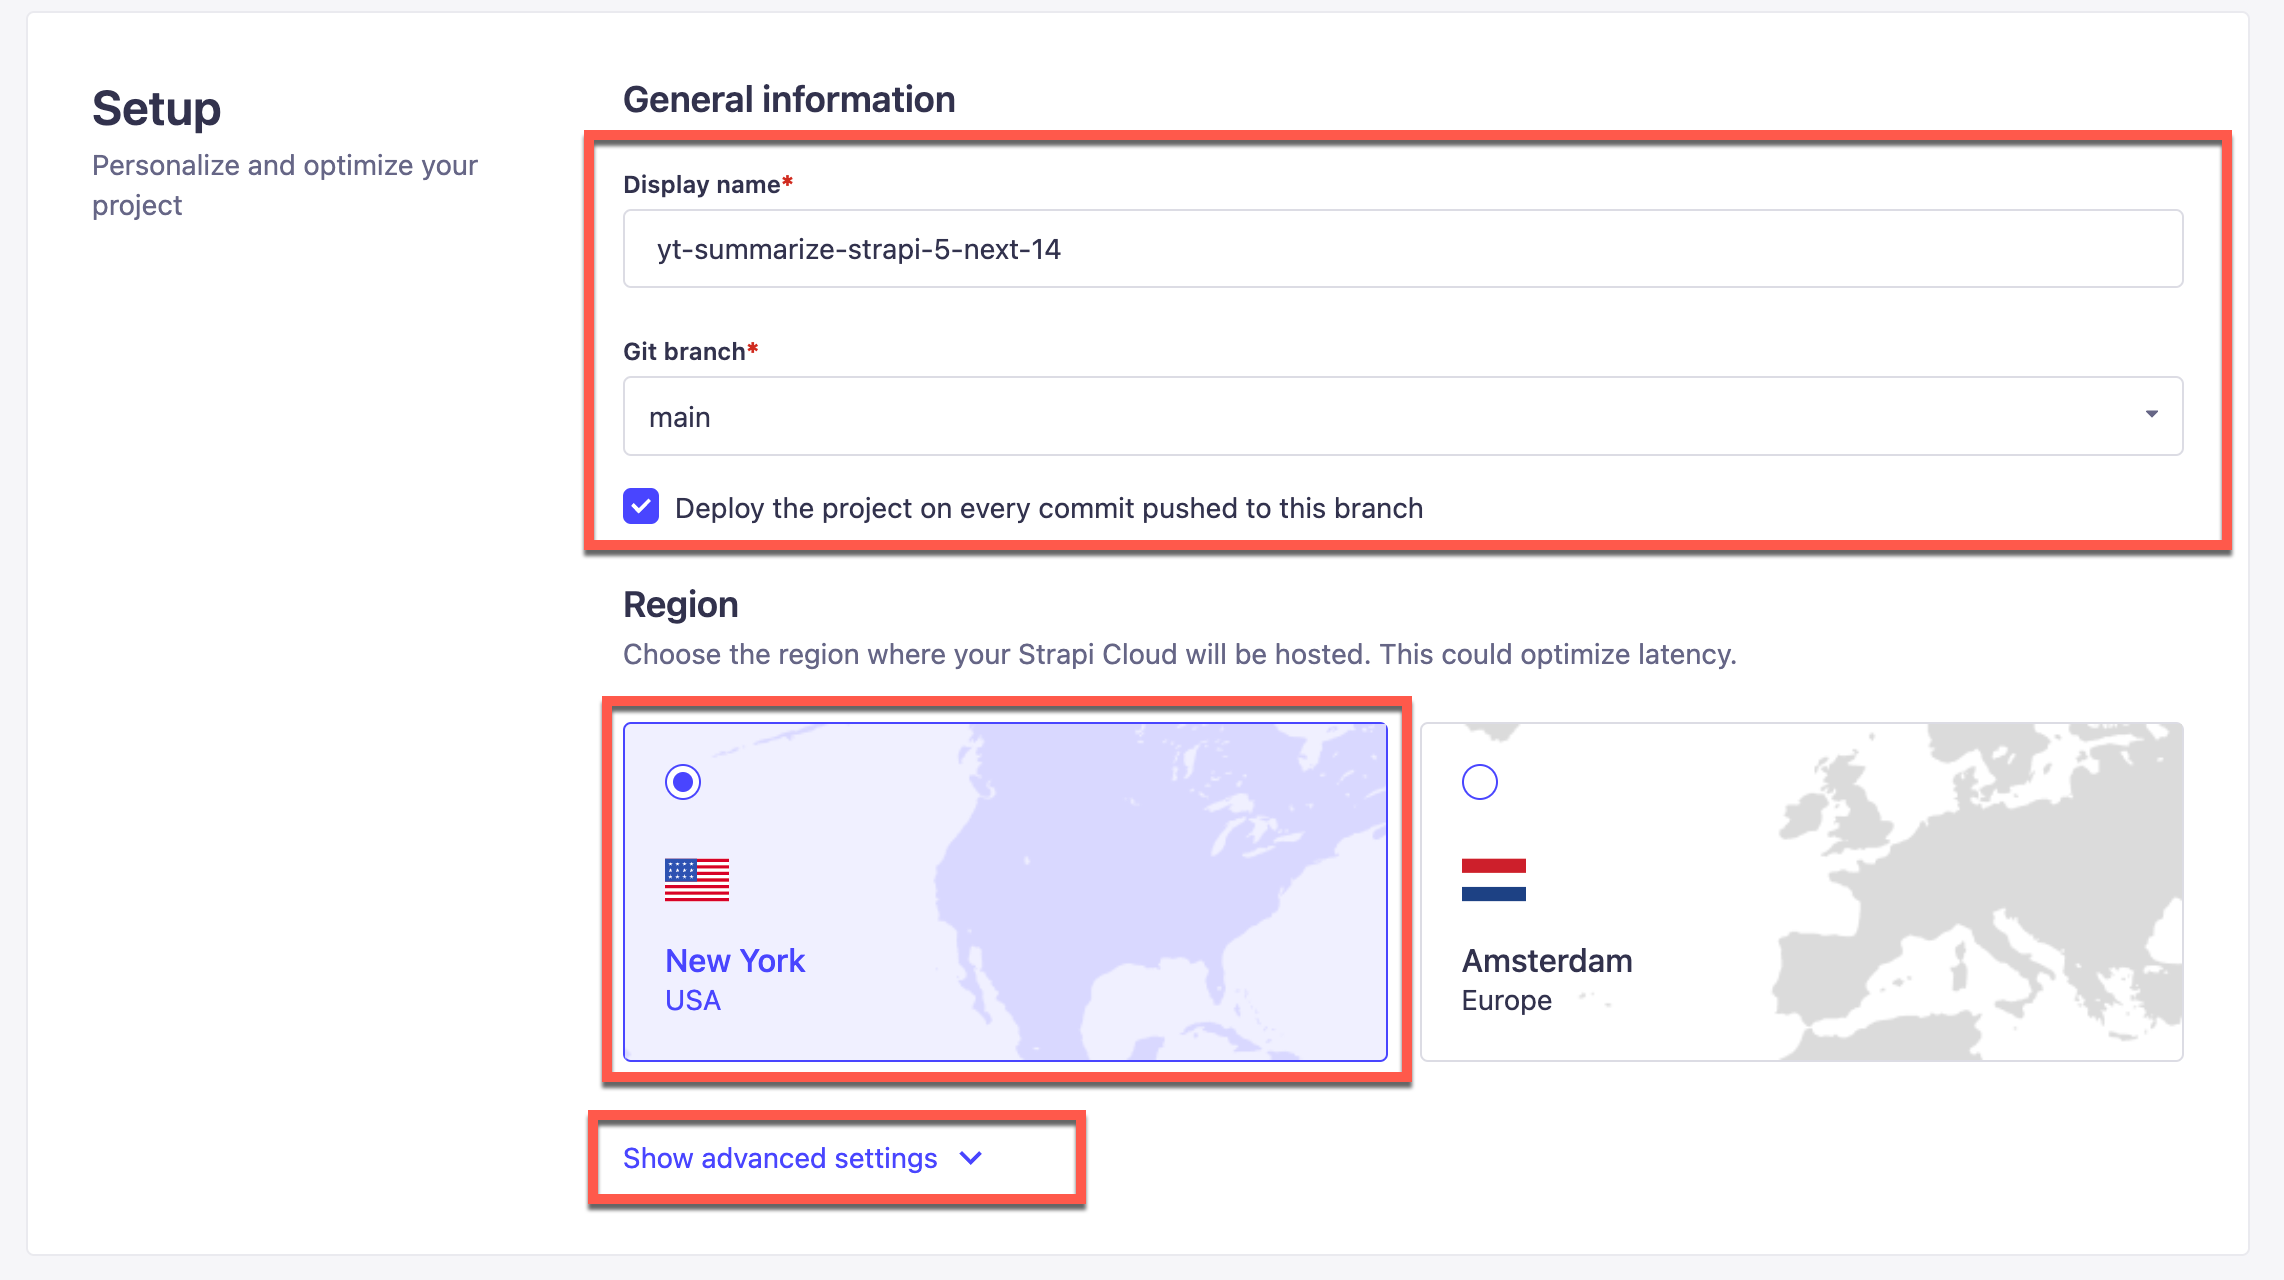 Setup
Personalize and optimize your
project
General information
Display name*
yt-summarize-strapi-5-next-14
Git branch*
main
Deploy the project on every commit pushed to this branch
Region
Choose the region where your Strapi Cloud will be hosted. This could optimize latency.
New York
USA
Amsterdam
Europe
Show advanced settings